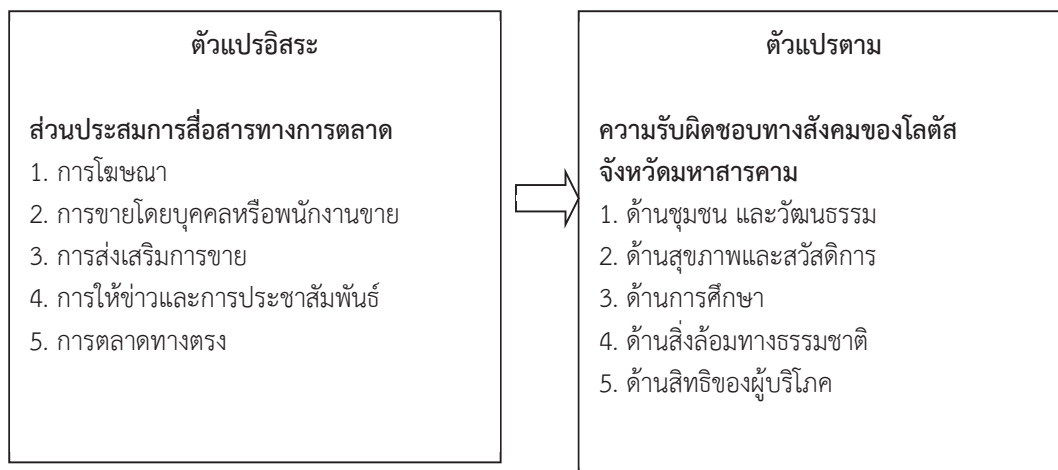 ตัวแปรอิสระ
ส่วนประสมการสื่อสารทางการตลาด
1. การโฆษณา
2. การขายโดยบุคคลหรือพนักงานขาย
3. การส่งเสริมการขาย
4. การให้ข่าวและการประชาสัมพันธ์
5. การตลาดทางตรง
ตัวแปรตาม
ความรับผิดชอบทางสังคมของโลตัส
จังหวัดมหาสารคาม
1. ด้านชุมชน และวัฒนธรรม
2. ด้านสุขภาพและสวัสดิการ
3. ด้านการศึกษา
4. ด้านสิ่งล้อมทางธรรมชาติ
5. ด้านสิทธิของผู้บริโภค